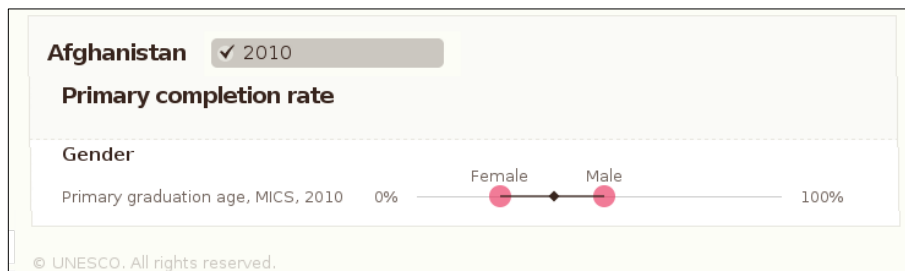 Afghanistan ✔ 2010
Primary completion rate
Gender
Female Male
Primary graduation age, MICS, 2010 0% 100%
© UNESCO. All rights reserved.